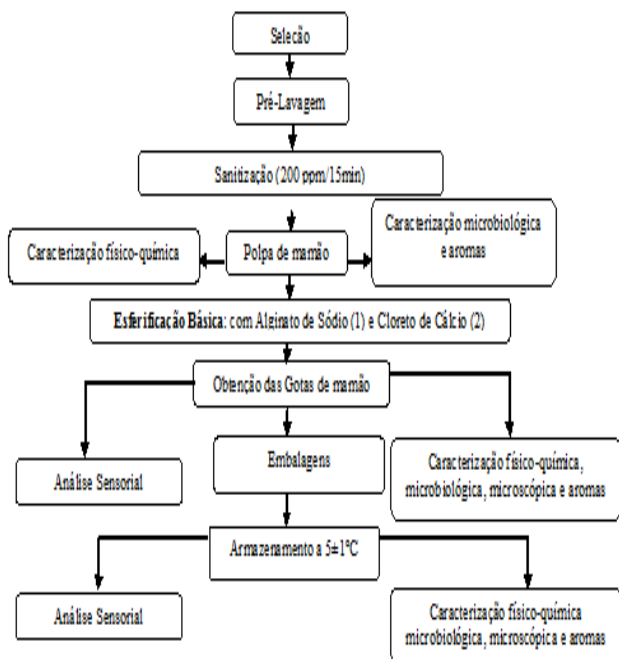 Selecão
Pré-Lavagem
Sanitização (200 ppm/15min)
Caracterização físico-química
Polpa de mamão
Caracterização microbiológica
e aromas
Esferificação Básica: com Alginato de Sódio (1) e Cloreto de Cálcio (2)
Obtenção das Gotas de mamão
Análise Sensorial
Embalagens
Caracterização físico-química,
microbiológica, microscópica e aromas
Armazenamento a 5±1ºC
Análise Sensorial
Caracterização físico-química
microbiológica, microscópica e aromas